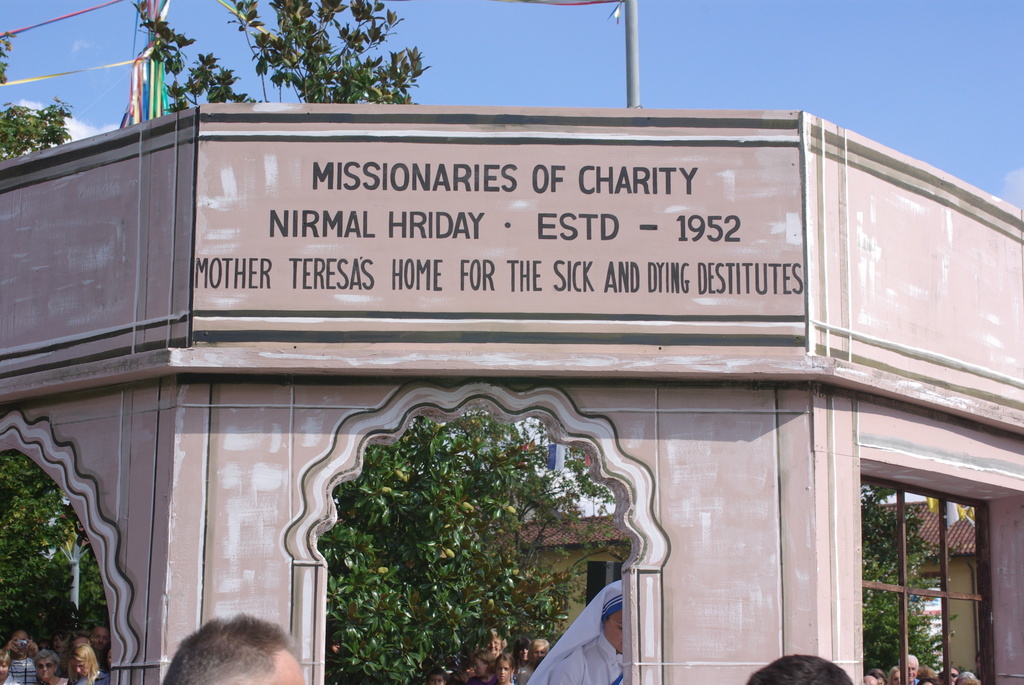 MISSIONARIES OF CHARITY
NIRMAL HRIDAY · ESTD - 1952
MOTHER TERESA'S HOME FOR THE SICK AND DYING DESTITUTES